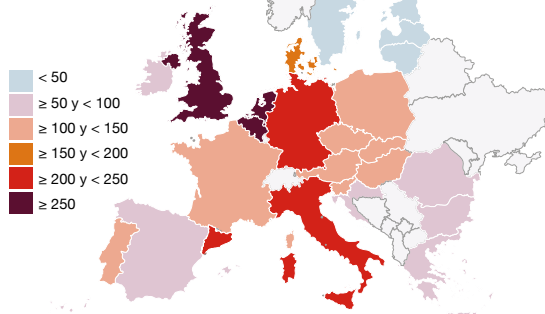 < 50
≥ 50 y < 100
≥ 100 y < 150
≥ 150 y < 200
≥ 200 y < 250
≥ 250